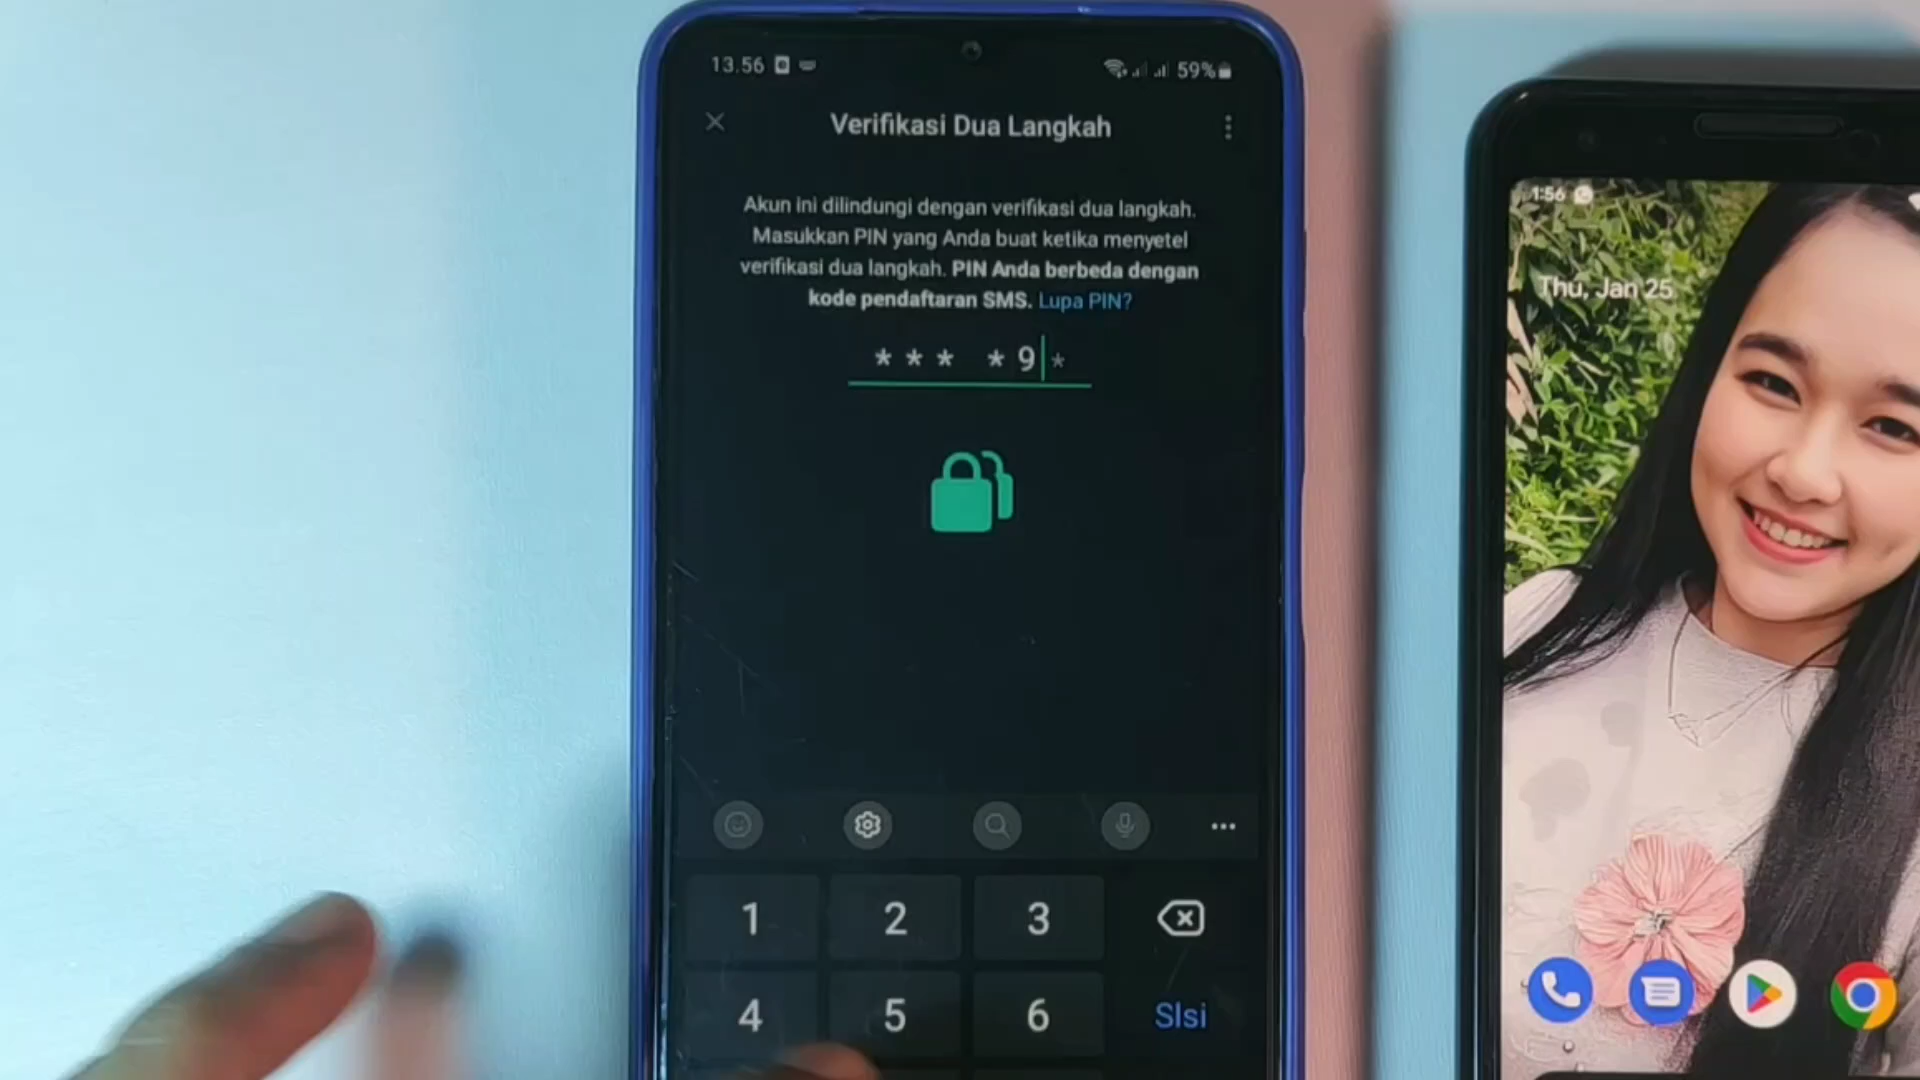 13.56
59%
Verifikasi Dua Langkah
Akun ini dilindungi dengan verifikasi dua langkah.
Masukkan PIN yang Anda buat ketika menyetel
verifikasi dua langkah. PIN Anda berbeda dengan
kode pendaftaran SMS. Lupa PIN?
*** *9*
1 2 3
4 5 6 Slsi
1:56
Thu, Jan 25